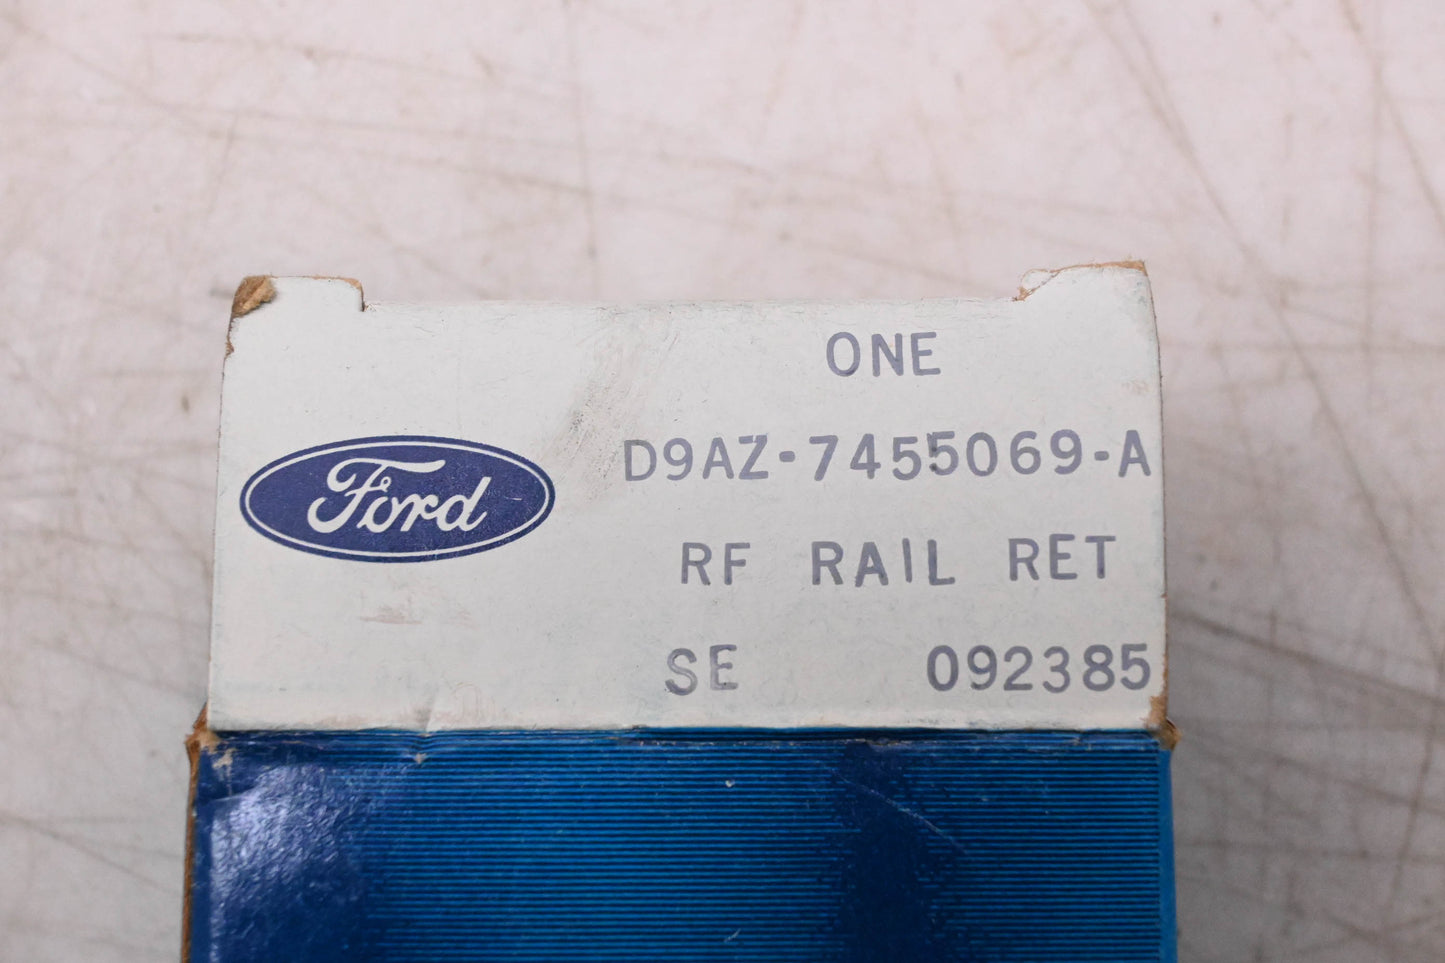 ONE
Ford
D9AZ-7455069-A
RF RAIL RET
SE 092385